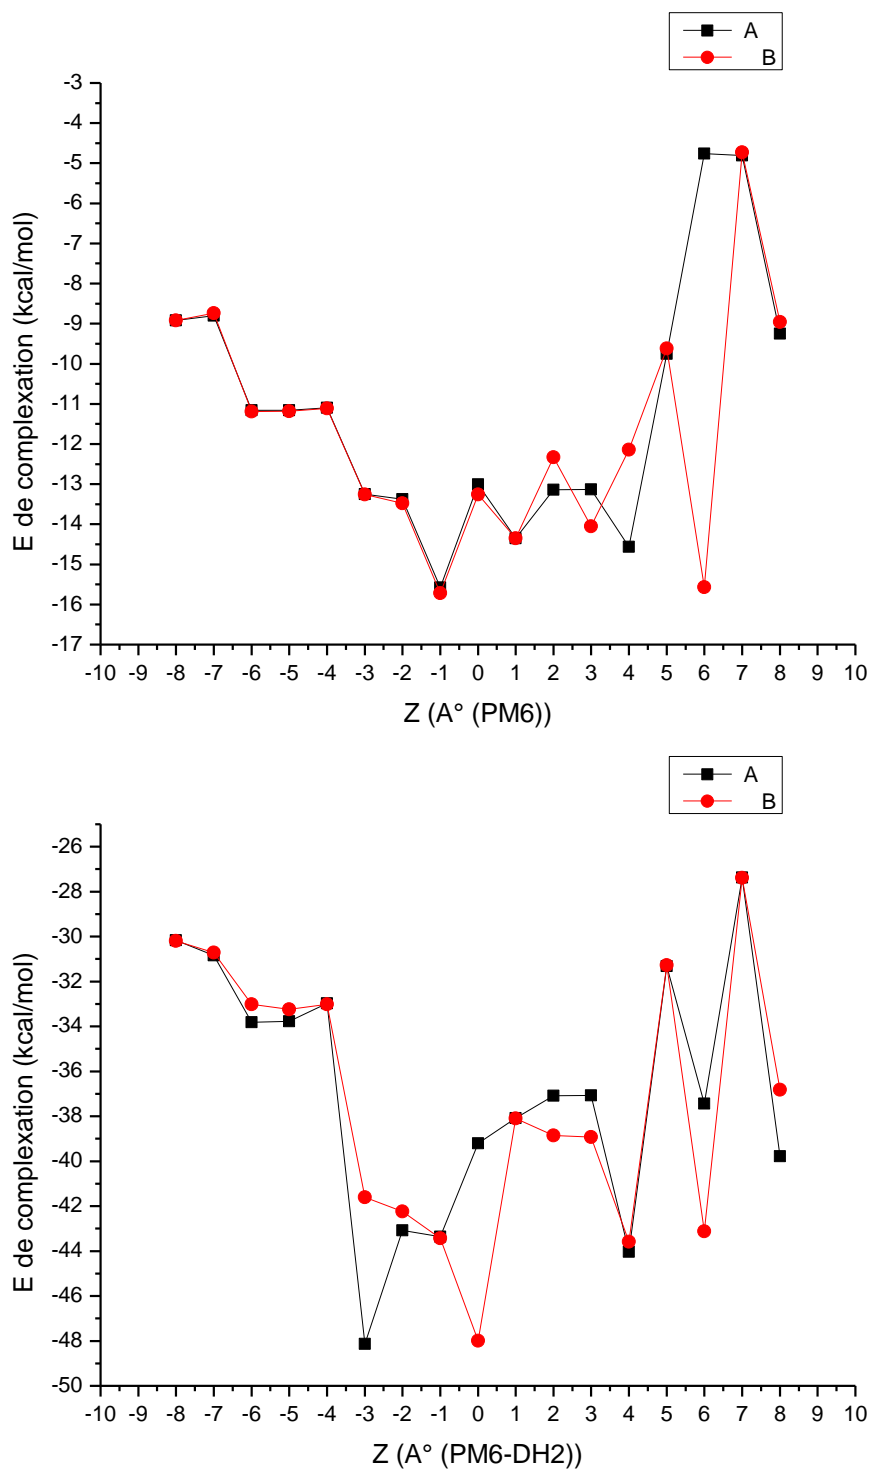 A
B
-3
-4
-5
-6
-7
-8
-9
-10
-11
-12
-13
-14
-15
-16
-17
E de complexation (kcal/mol)
-10 -9 -8 -7 -6 -5 -4 -3 -2 -1 0 1 2 3 4 5 6 7 8 9 10
Z (A° (PM6))
A
B
-26
-28
-30
-32
-34
-36
-38
-40
-42
-44
-46
-48
-50
E de complexation (kcal/mol)
-10 -9 -8 -7 -6 -5 -4 -3 -2 -1 0 1 2 3 4 5 6 7 8 9 10
Z (A° (PM6-DH2))